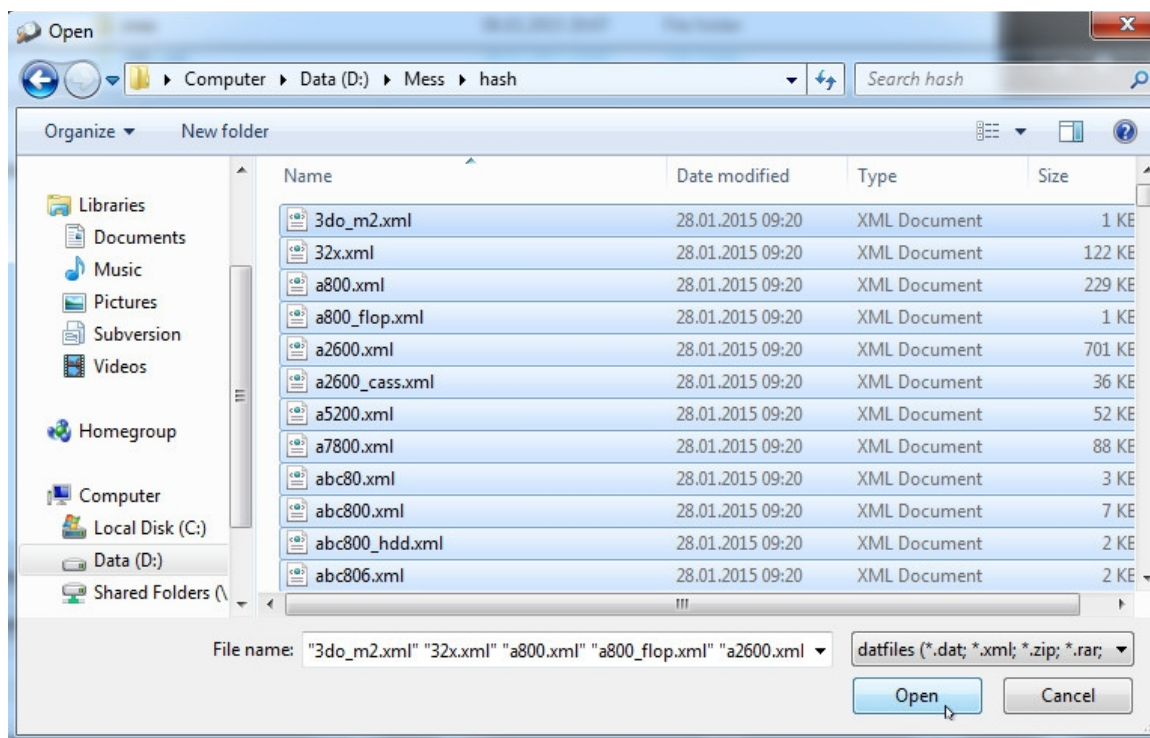 Open
Computer ▸ Data (D:) ▸ Mess ▸ hash
Search hash
Organize
New folder
Name Date modified Type Size
Libraries
Documents
Music
Pictures
Subversion
Videos
Homegroup
Computer
Local Disk (C:)
Data (D:)
Shared Folders (\
3do_m2.xml 28.01.2015 09:20 XML Document 1 KB
32x.xml 28.01.2015 09:20 XML Document 122 KB
a800.xml 28.01.2015 09:20 XML Document 229 KB
a800_flop.xml 28.01.2015 09:20 XML Document 1 KB
a2600.xml 28.01.2015 09:20 XML Document 701 KB
a2600_cass.xml 28.01.2015 09:20 XML Document 36 KB
a5200.xml 28.01.2015 09:20 XML Document 52 KB
a7800.xml 28.01.2015 09:20 XML Document 88 KB
abc80.xml 28.01.2015 09:20 XML Document 3 KB
abc800.xml 28.01.2015 09:20 XML Document 7 KB
abc800_hdd.xml 28.01.2015 09:20 XML Document 2 KB
abc806.xml 28.01.2015 09:20 XML Document 2 KB
File name: "3do_m2.xml" "32x.xml" "a800.xml" "a800_flop.xml" "a2600.xml
datfiles (*.dat; *.xml; *.zip; *.rar;
Open
Cancel